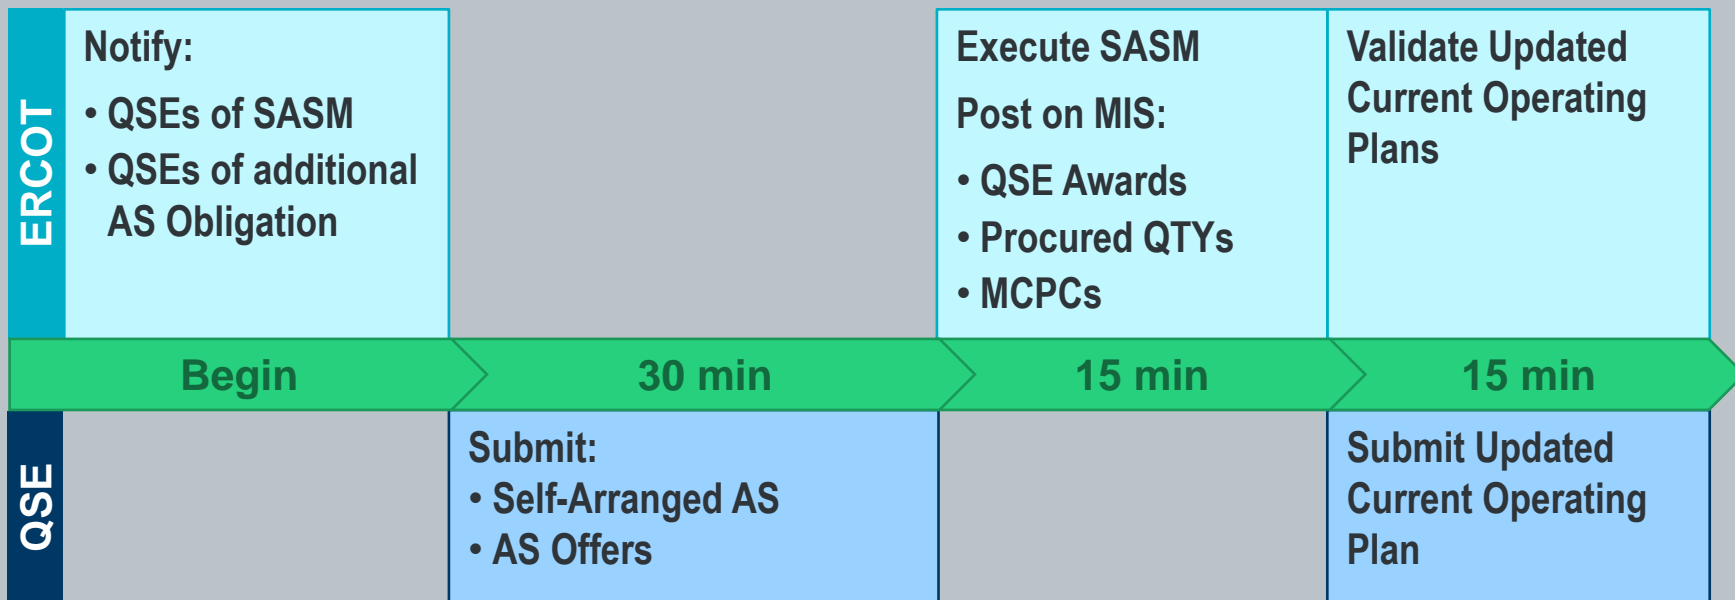 ERCOT
Notify:
• QSEs of SASM
• QSEs of additional
AS Obligation
Execute SASM
Post on MIS:
• QSE Awards
• Procured QTYs
• MCPCs
Validate Updated
Current Operating
Plans
Begin
30 min
15 min
15 min
QSE
Submit:
• Self-Arranged AS
• AS Offers
Submit Updated
Current Operating
Plan